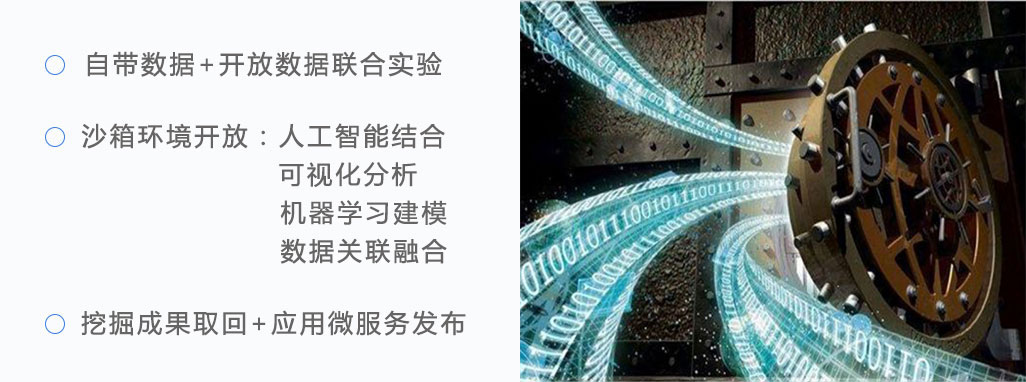 自带数据+开放数据联合实验
沙箱环境开放：人工智能结合
可视化分析
机器学习建模
数据关联融合
挖掘成果取回+应用微服务发布